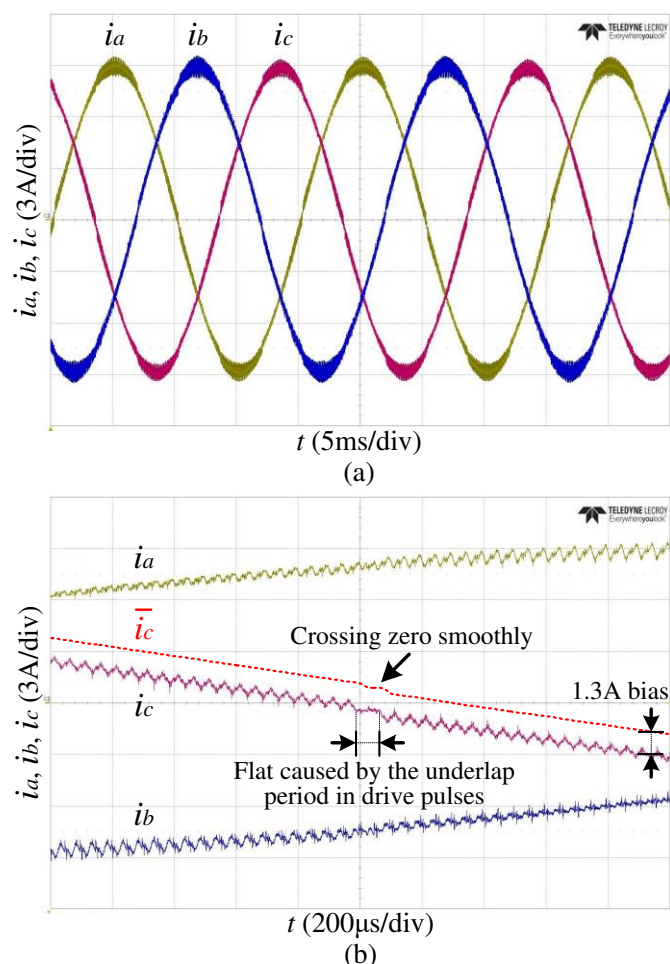 TELEDYNE LECROY
Everywhereyoulook
ia
ib
ic
ia, ib, ic (3A/div)
t (5ms/div)
(a)
TELEDYNE LECROY
Everywhereyoulook
ia
i̅c
Crossing zero smoothly
1.3A bias
ic
ia, ib, ic (3A/div)
Flat caused by the underlap
period in drive pulses
ib
t (200μs/div)
(b)